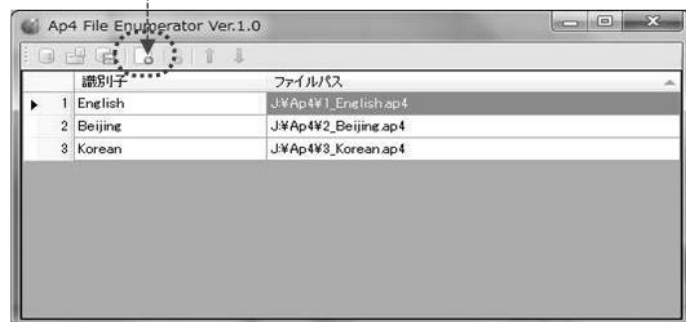 Ap4 File Enumerator Ver.1.0
識別子 ファイルパス
1 English J:¥Ap4¥1_English.ap4
2 Beijing J:¥Ap4¥2_Beijing.ap4
3 Korean J:¥Ap4¥3_Korean.ap4